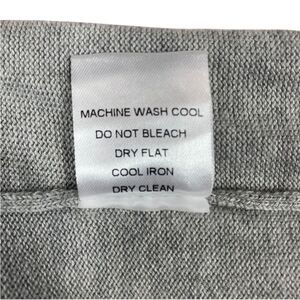 MACHINE WASH COOL
DO NOT BLEACH
DRY FLAT
COOL IRON
DRY CLEAN